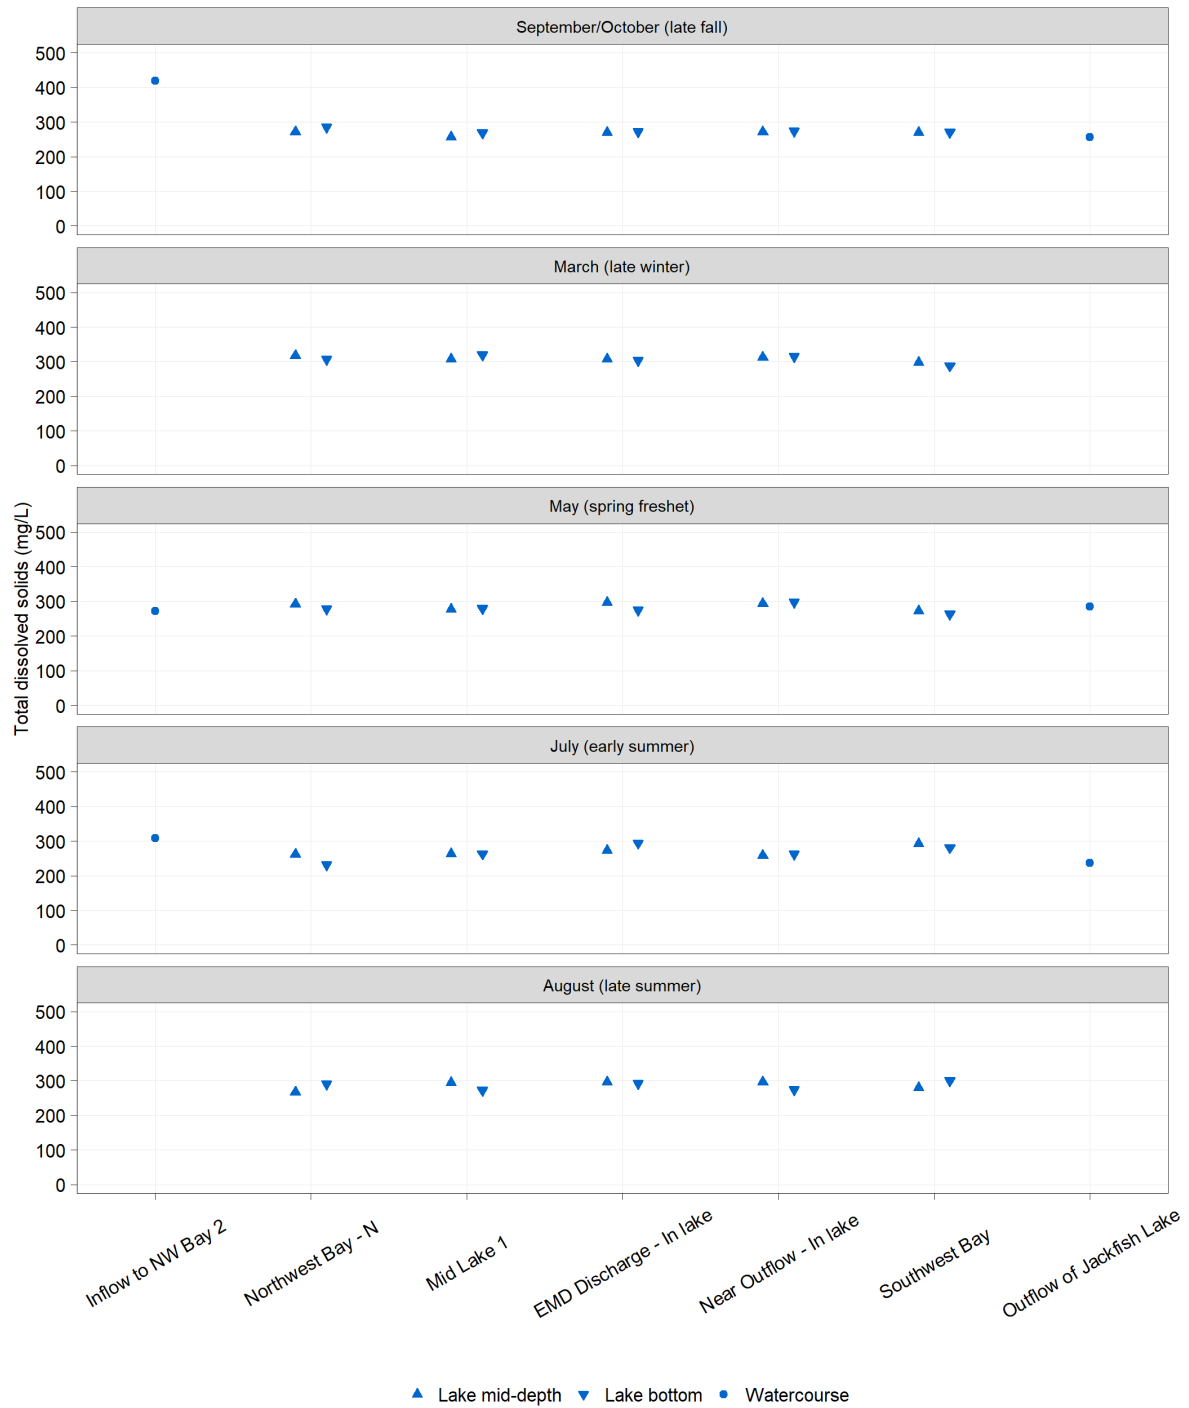 September/October (late fall)
500
400
300
200
100
0
March (late winter)
500
400
300
200
100
0
May (spring freshet)
500
400
300
200
100
0
July (early summer)
500
400
300
200
100
0
August (late summer)
500
400
300
200
100
0
Total dissolved solids (mg/L)
Inflow to NW Bay 2
Northwest Bay - N
Mid Lake 1
EMD Discharge - In lake
Near Outflow - In lake
Southwest Bay
Outflow of Jackfish Lake
Lake mid-depth Lake bottom Watercourse